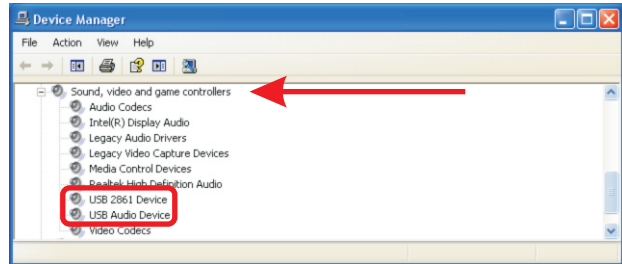 Device Manager
File Action View Help
Sound, video and game controllers
Audio Codecs
Intel(R) Display Audio
Legacy Audio Drivers
Legacy Video Capture Devices
Media Control Devices
Realtek High Definition Audio
USB 2861 Device
USB Audio Device
Video Codecs